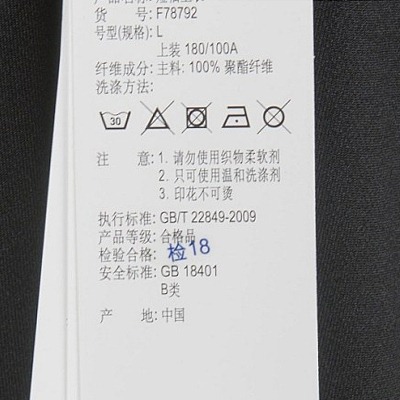 货 号: F78792
号型(规格): L
上装 180/100A
纤维成分: 主料: 100% 聚酯纤维
洗涤方法:
30
注 意: 1. 请勿使用织物柔软剂
2. 只可使用温和洗涤剂
3. 印花不可烫
执行标准: GB/T 22849-2009
产品等级: 合格品
检验合格: 检18
安全标准: GB 18401
B类
产 地: 中国